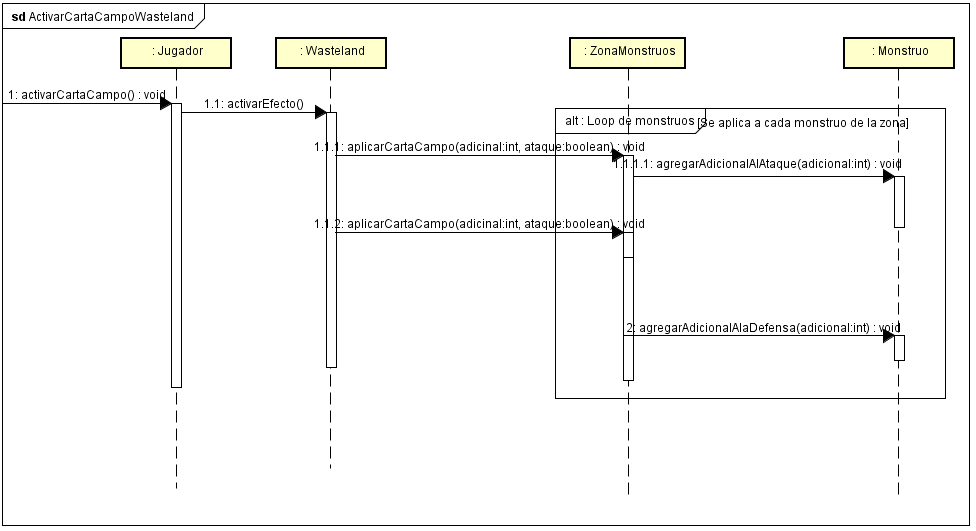 sd ActivarCartaCampoWasteland
: Jugador
: Wasteland
: ZonaMonstruos
: Monstruo
1: activarCartaCampo() : void
1.1: activarEfecto()
alt : Loop de monstruos
[Se aplica a cada monstruo de la zona]
1.1.1: aplicarCartaCampo(adicinal:int, ataque:boolean) : void
1.1.1.1: agregarAdicionalAlAtaque(adicional:int) : void
1.1.2: aplicarCartaCampo(adicinal:int, ataque:boolean) : void
2: agregarAdicionalAlaDefensa(adicional:int) : void